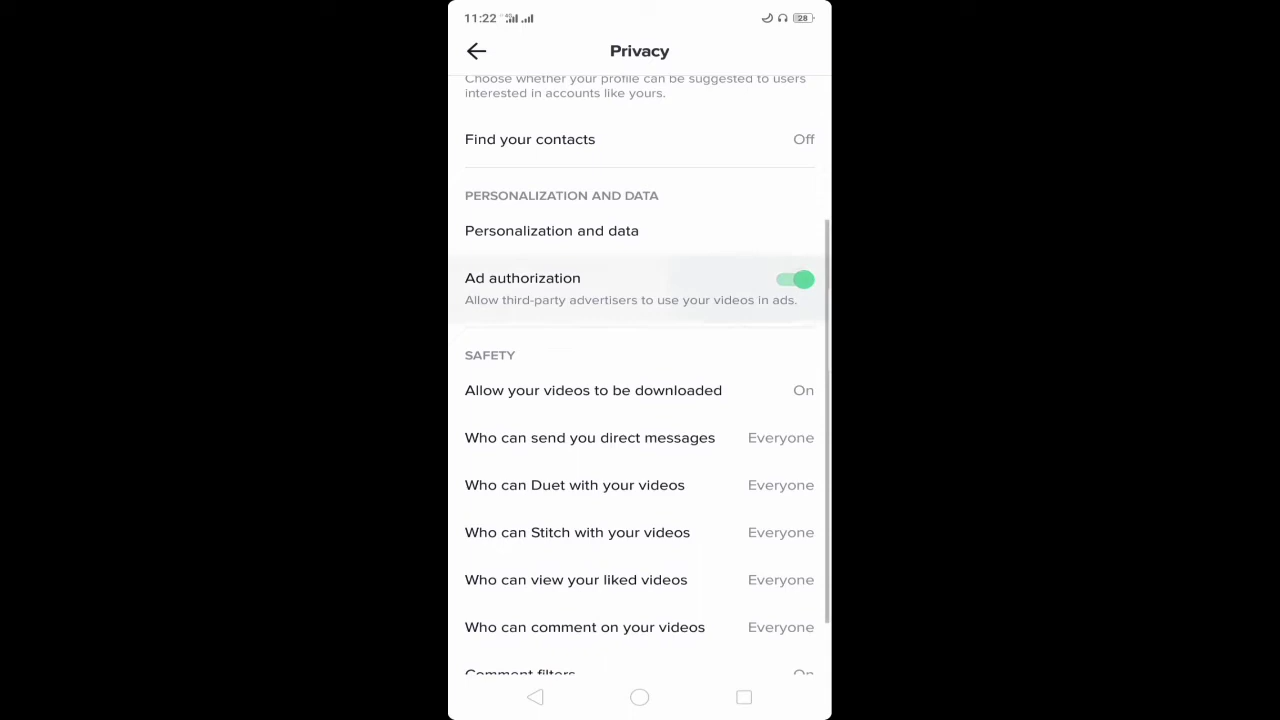 11:22 28
Privacy
Choose whether your profile can be suggested to users
interested in accounts like yours.
Find your contacts Off
PERSONALIZATION AND DATA
Personalization and data
Ad authorization
Allow third-party advertisers to use your videos in ads.
SAFETY
Allow your videos to be downloaded On
Who can send you direct messages Everyone
Who can Duet with your videos Everyone
Who can Stitch with your videos Everyone
Who can view your liked videos Everyone
Who can comment on your videos Everyone
Comment filters On